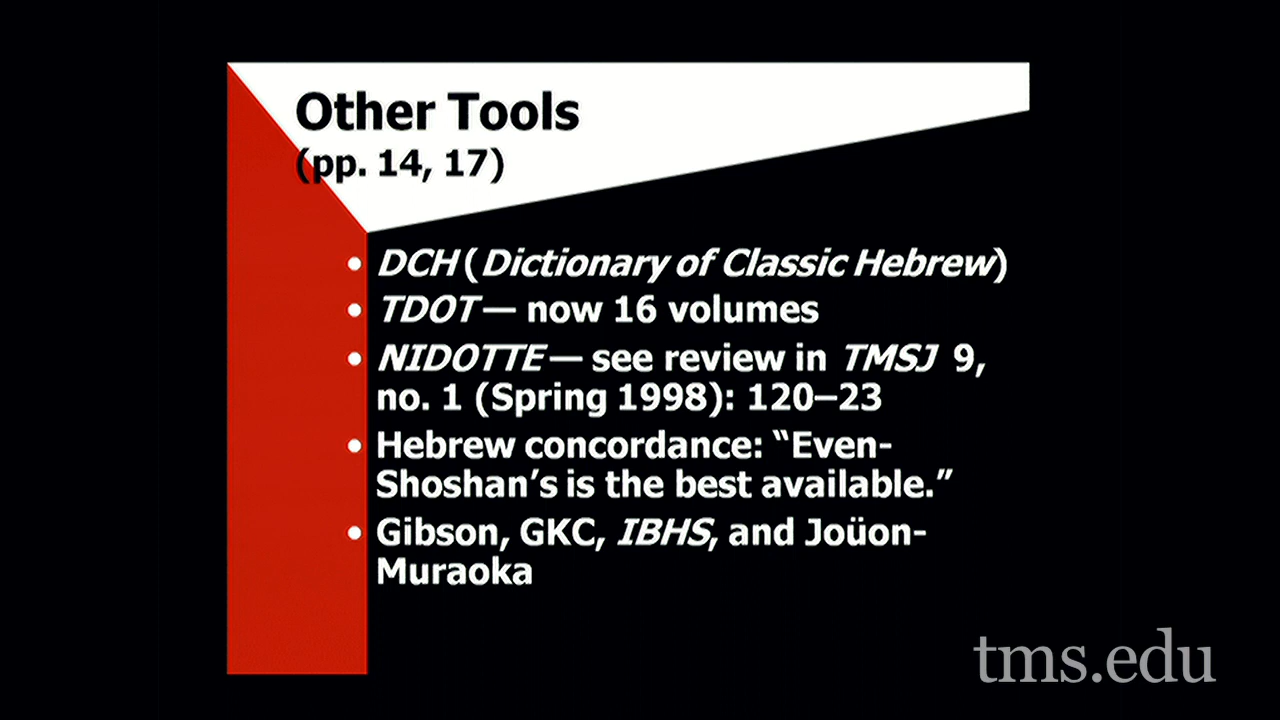 Other Tools
(pp. 14, 17)
• DCH (Dictionary of Classic Hebrew)
• TDOT — now 16 volumes
• NIDOTTE — see review in TMSJ 9,
no. 1 (Spring 1998): 120–23
• Hebrew concordance: “Even-
Shoshan’s is the best available.”
• Gibson, GKC, IBHS, and Joüon-
Muraoka
tms.edu